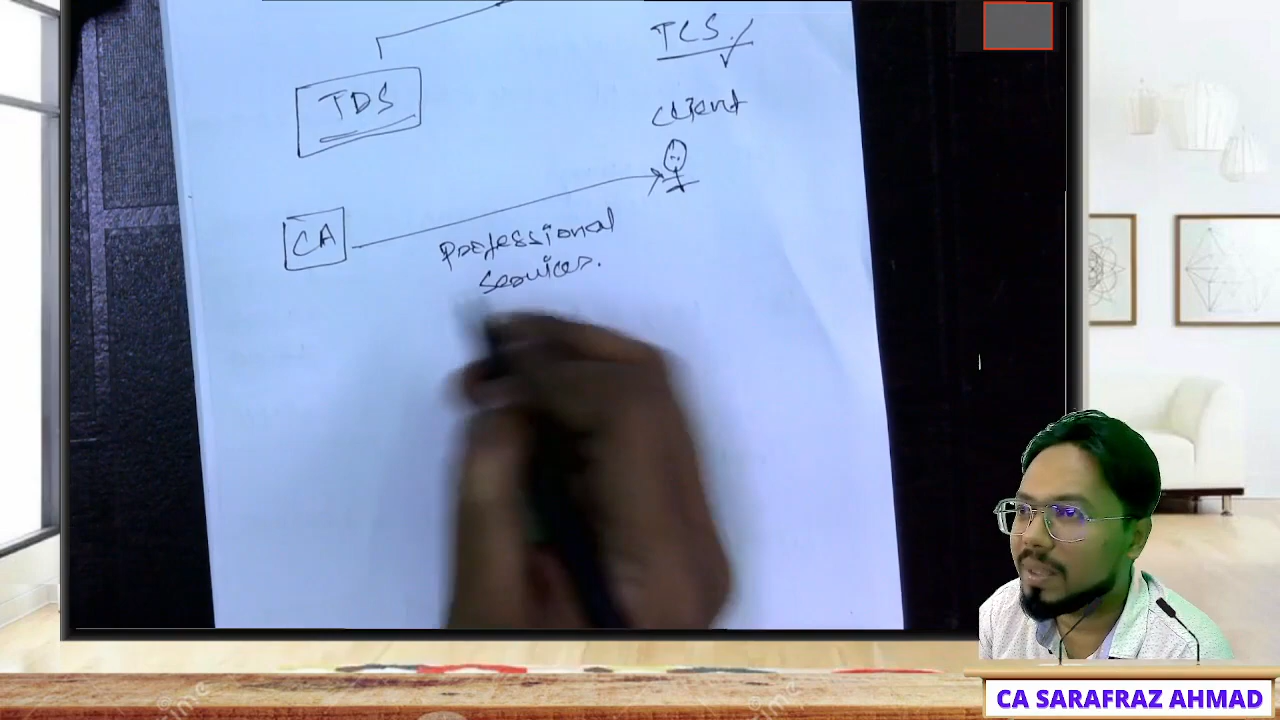 TCS
TDS
client
CA
Professional
Services.
CA SARAFRAZ AHMAD